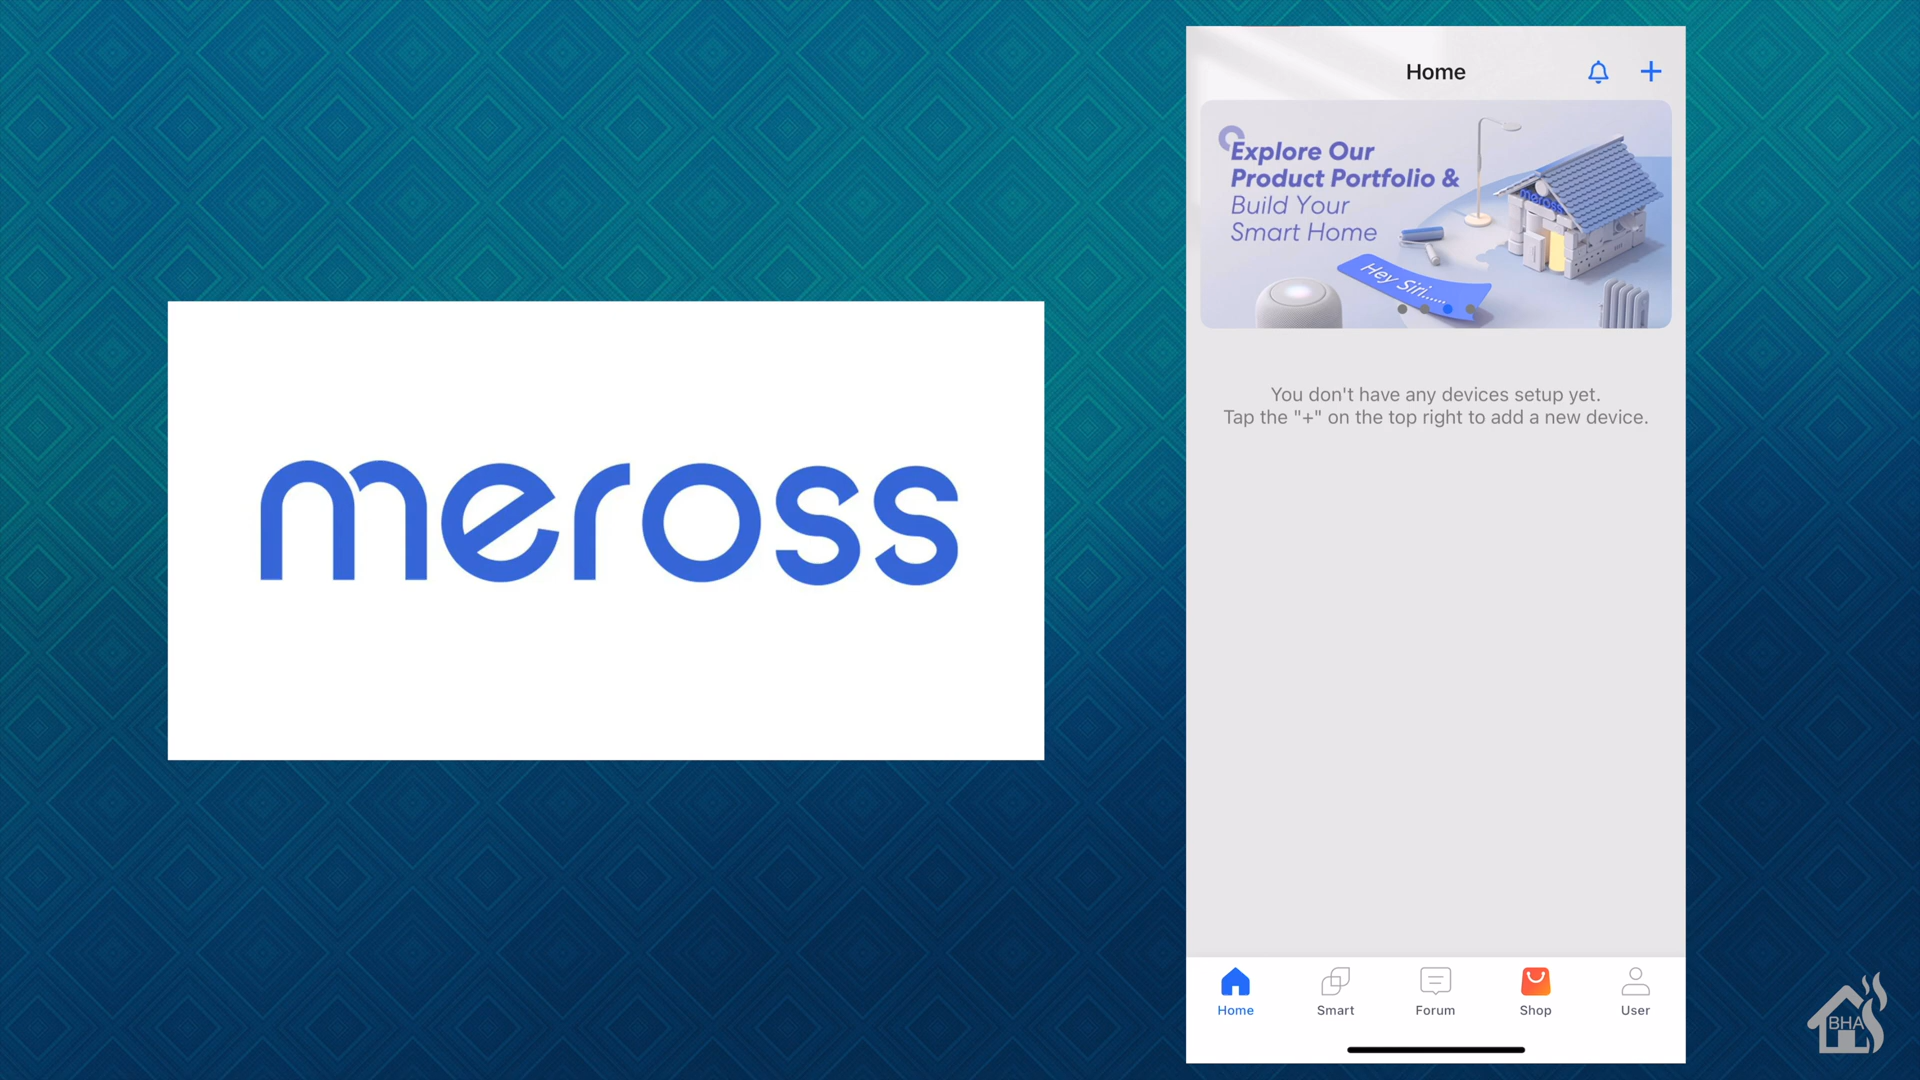 meross
Home
Explore Our
Product Portfolio &
Build Your
Smart Home
meross
Hey Siri......
You don't have any devices setup yet.
Tap the "+" on the top right to add a new device.
Home
Smart
Forum
Shop
User
BHA